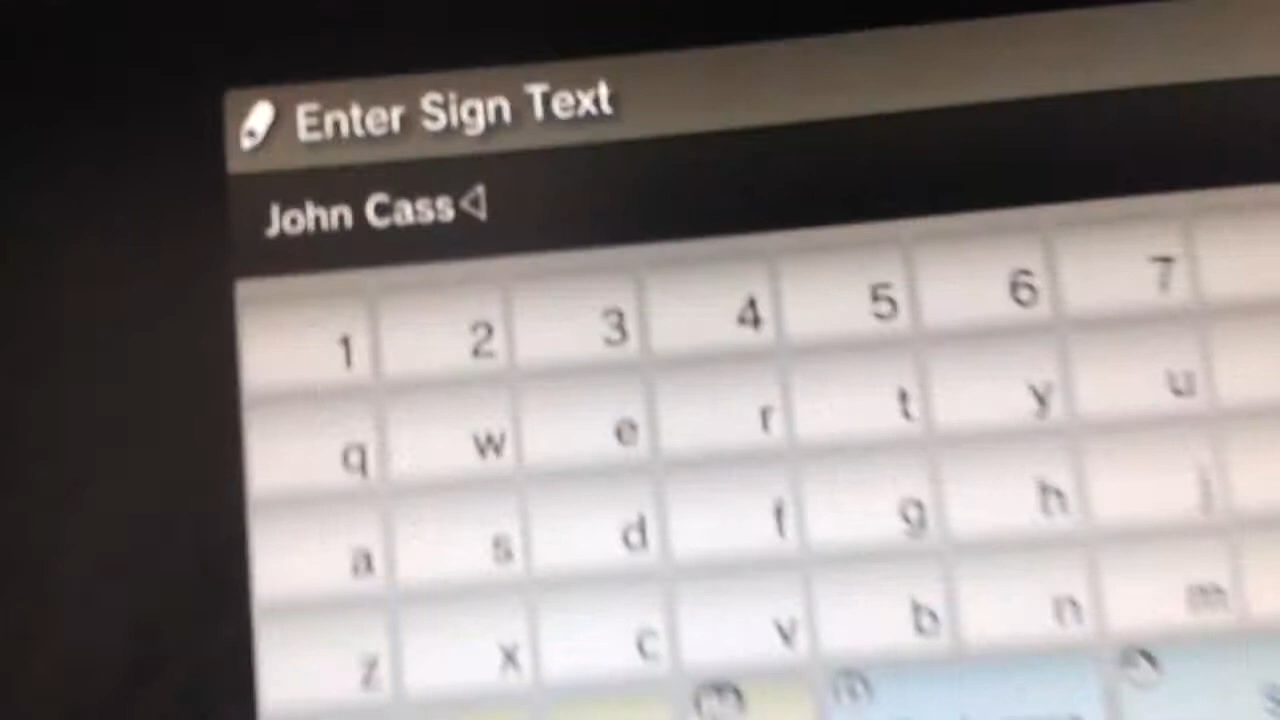 Enter Sign Text
John Cass
1 2 3 4 5 6 7
q w e r t y u
a s d f g h j
z x c v b n m